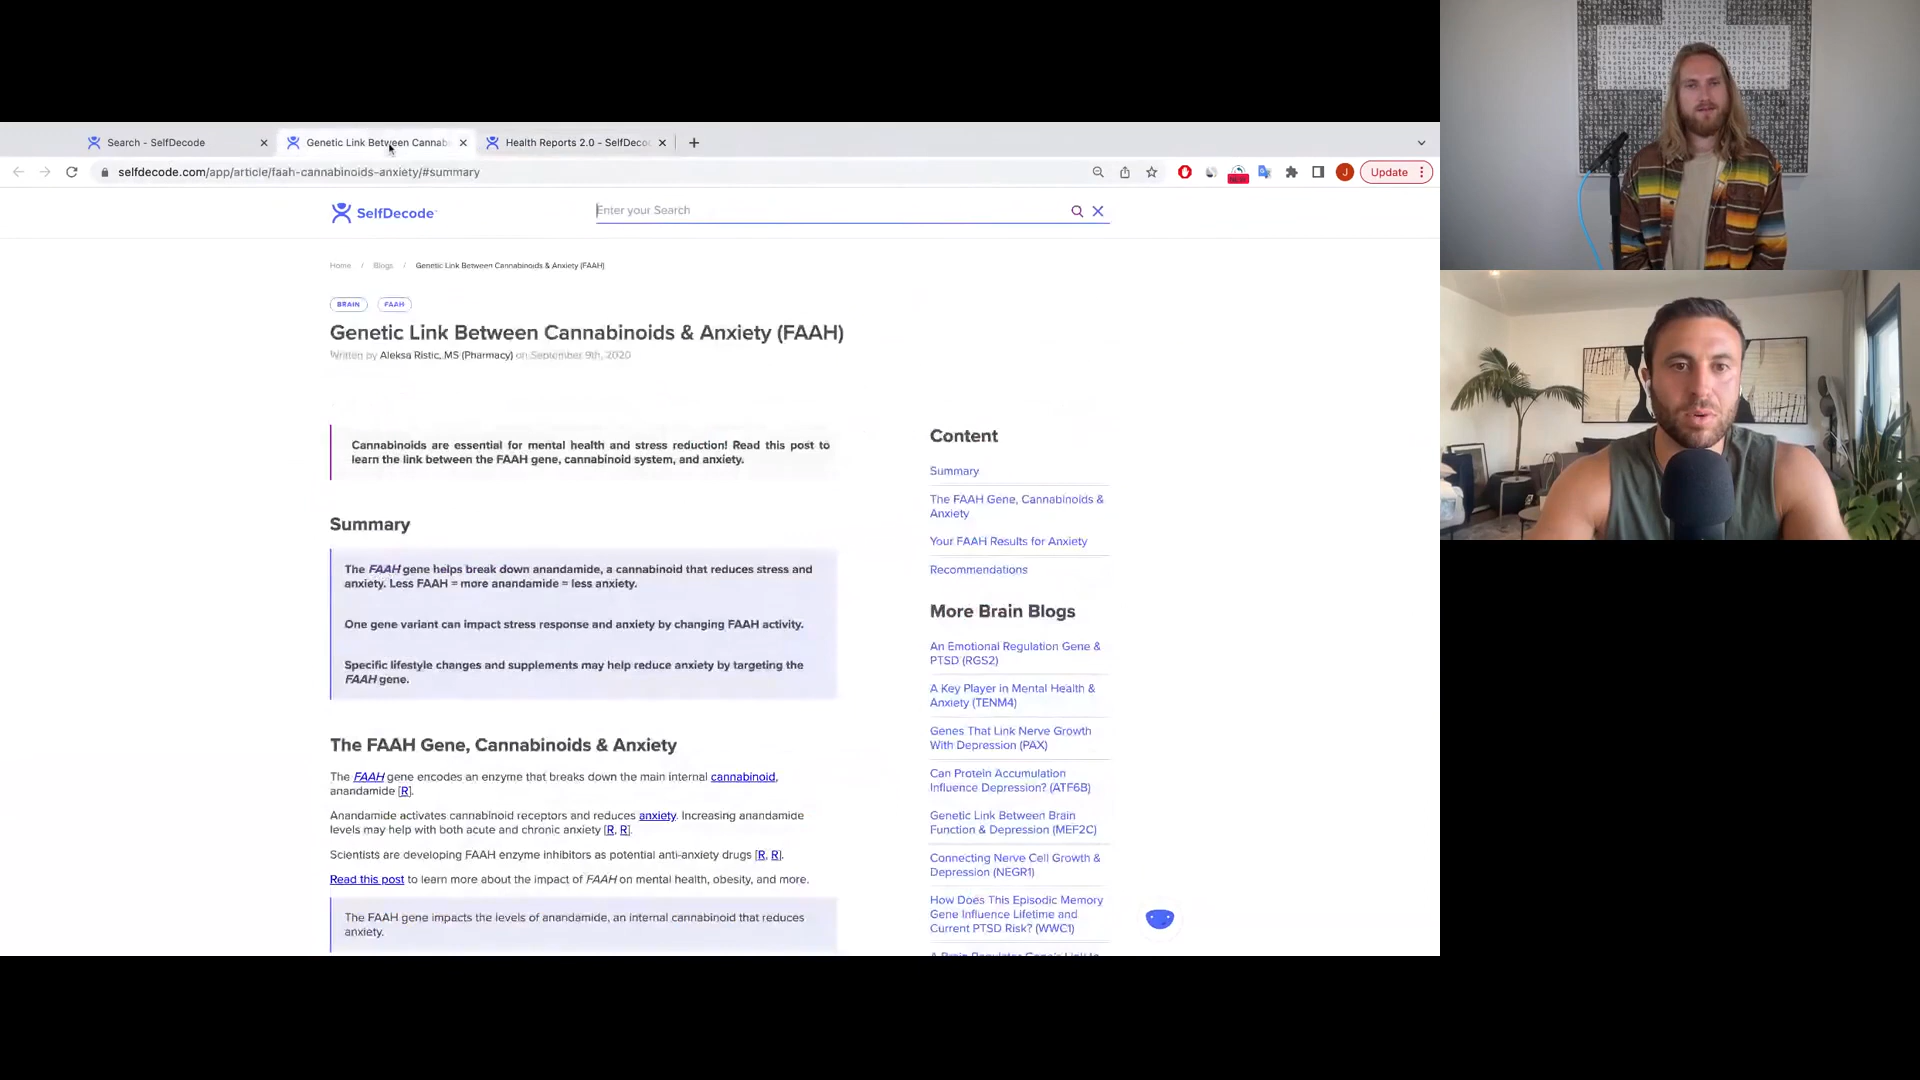 Search - SelfDecode
Genetic Link Between Cannab
Health Reports 2.0 - SelfDecod
selfdecode.com/app/article/faah-cannabinoids-anxiety/#summary
J
Update
SelfDecode
Enter your Search
Home / Blogs / Genetic Link Between Cannabinoids & Anxiety (FAAH)
BRAIN FAAH
Genetic Link Between Cannabinoids & Anxiety (FAAH)
Written by Aleksa Ristic, MS (Pharmacy) on September 9th, 2020
Cannabinoids are essential for mental health and stress reduction! Read this post to
learn the link between the FAAH gene, cannabinoid system, and anxiety.
Summary
The FAAH gene helps break down anandamide, a cannabinoid that reduces stress and
anxiety. Less FAAH = more anandamide = less anxiety.
One gene variant can impact stress response and anxiety by changing FAAH activity.
Specific lifestyle changes and supplements may help reduce anxiety by targeting the
FAAH gene.
The FAAH Gene, Cannabinoids & Anxiety
The FAAH gene encodes an enzyme that breaks down the main internal cannabinoid,
anandamide [R].
Anandamide activates cannabinoid receptors and reduces anxiety. Increasing anandamide
levels may help with both acute and chronic anxiety [R, R].
Scientists are developing FAAH enzyme inhibitors as potential anti-anxiety drugs [R, R].
Read this post to learn more about the impact of FAAH on mental health, obesity, and more.
The FAAH gene impacts the levels of anandamide, an internal cannabinoid that reduces
anxiety.
Content
Summary
The FAAH Gene, Cannabinoids &
Anxiety
Your FAAH Results for Anxiety
Recommendations
More Brain Blogs
An Emotional Regulation Gene &
PTSD (RGS2)
A Key Player in Mental Health &
Anxiety (TENM4)
Genes That Link Nerve Growth
With Depression (PAX)
Can Protein Accumulation
Influence Depression? (ATF6B)
Genetic Link Between Brain
Function & Depression (MEF2C)
Connecting Nerve Cell Growth &
Depression (NEGR1)
How Does This Episodic Memory
Gene Influence Lifetime and
Current PTSD Risk? (WWC1)